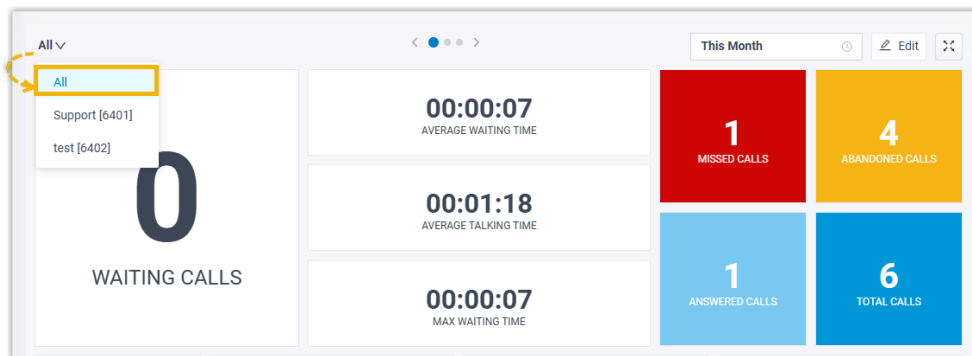 All
This Month
Edit
All
Support [6401]
test [6402]
0
WAITING CALLS
00:00:07
AVERAGE WAITING TIME
00:01:18
AVERAGE TALKING TIME
00:00:07
MAX WAITING TIME
1
MISSED CALLS
4
ABANDONED CALLS
1
ANSWERED CALLS
6
TOTAL CALLS